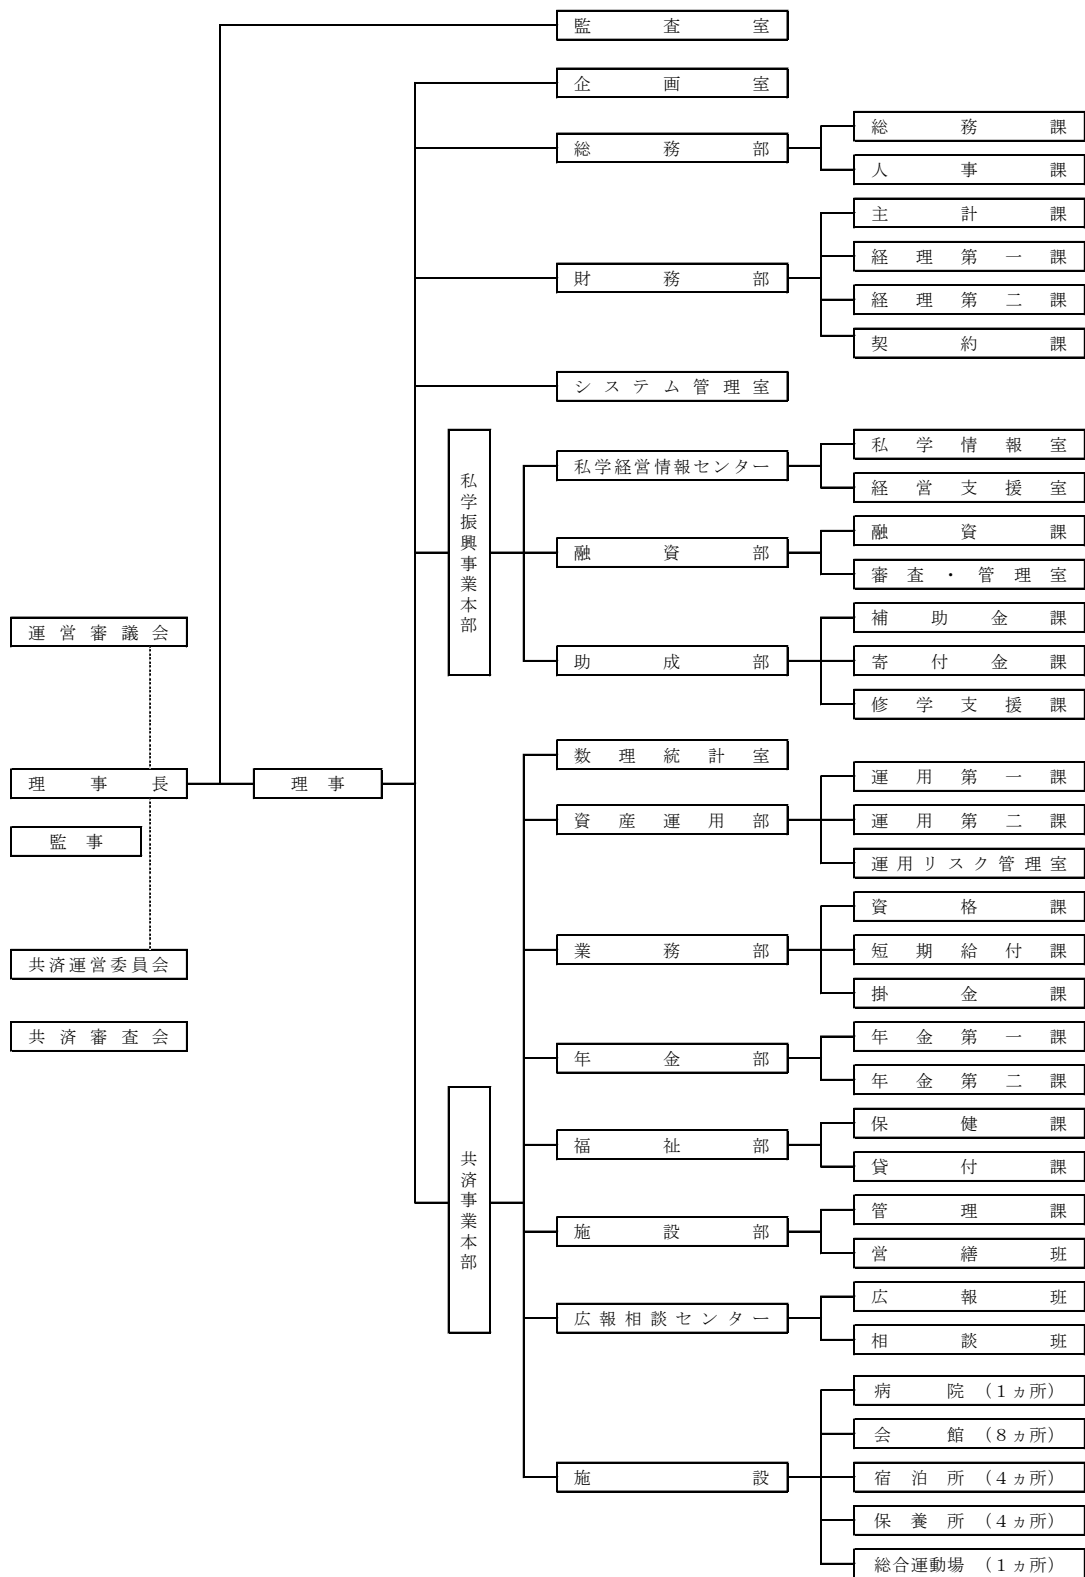 監査室
企画室
総務部
総務課
人事課
財務部
主計課
経理第一課
経理第二課
契約課
システム管理室
私学振興事業本部
私学経営情報センター
私学情報室
経営支援室
融資部
融資課
審査・管理室
助成部
補助金課
寄付金課
修学支援課
運営審議会
理事長
理事
監事
共済運営委員会
共済審査会
共済事業本部
数理統計室
資産運用部
運用第一課
運用第二課
運用リスク管理室
業務部
資格課
短期給付課
掛金課
年金部
年金第一課
年金第二課
福祉部
保健課
貸付課
施設部
管理課
営繕班
広報相談センター
広報班
相談班
施設
病院（１ヵ所）
会館（８ヵ所）
宿泊所（４ヵ所）
保養所（４ヵ所）
総合運動場（１ヵ所）